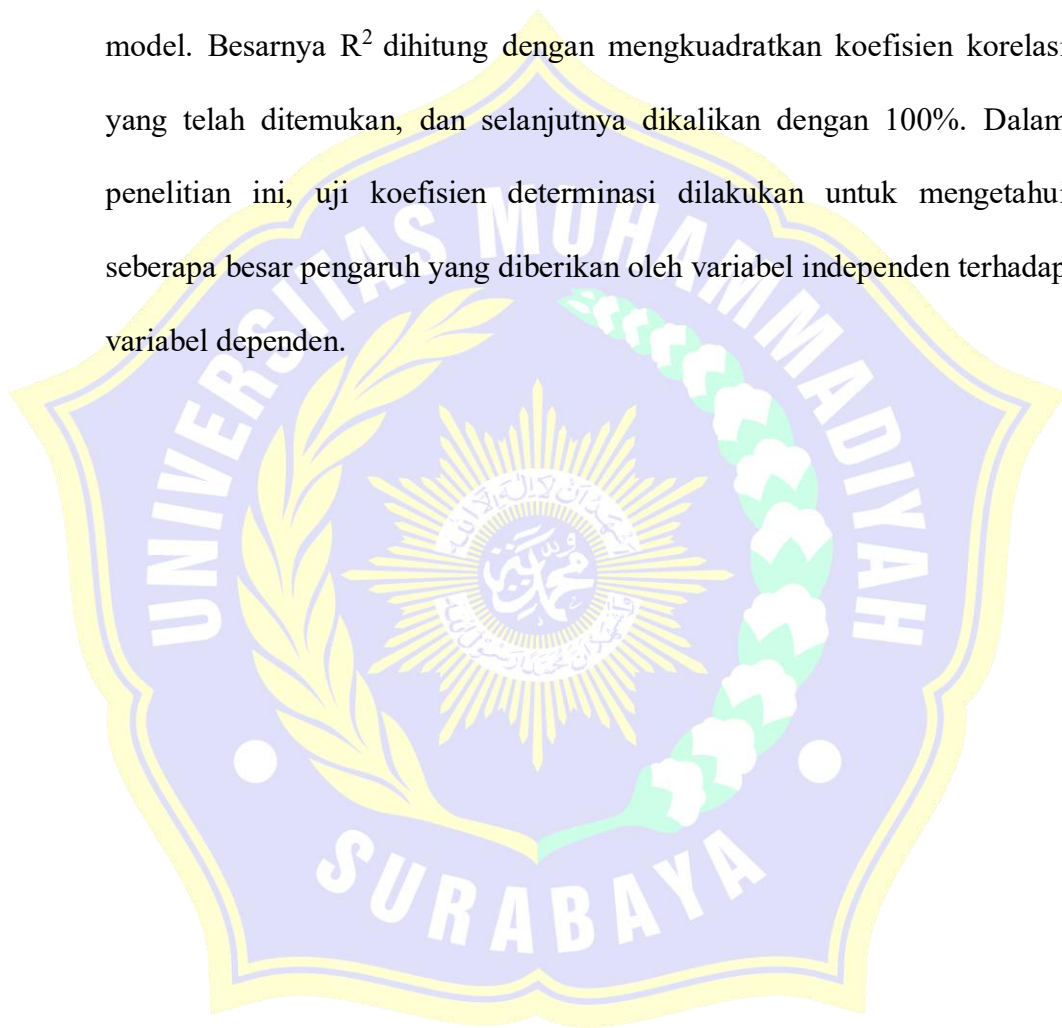 model. Besarnya R² dihitung dengan mengkuadratkan koefisien korelasi
yang telah ditemukan, dan selanjutnya dikalikan dengan 100%. Dalam
penelitian ini, uji koefisien determinasi dilakukan untuk mengetahui
seberapa besar pengaruh yang diberikan oleh variabel independen terhadap
variabel dependen.
UNIVERSITAS MUHAMMADIYAH
محمد
SURABAYA